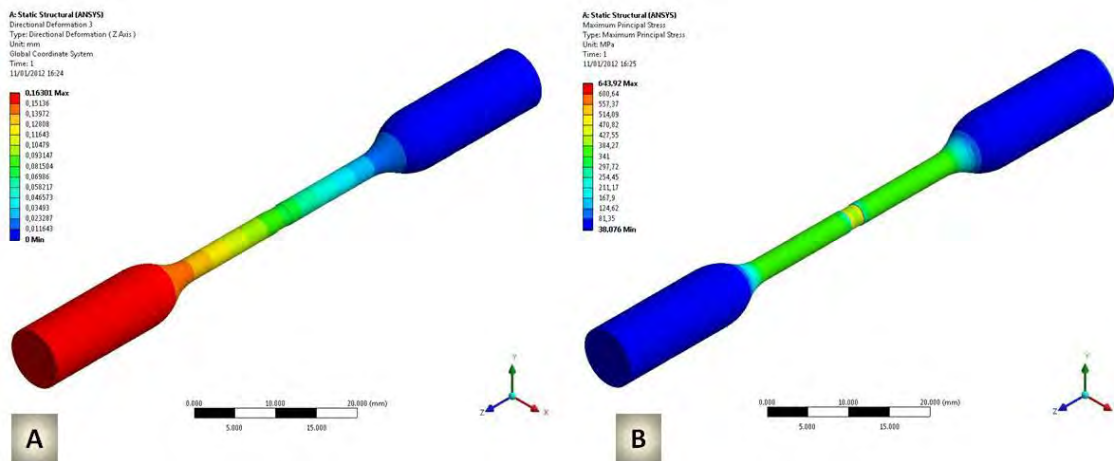 A: Static Structural (ANSYS)
Directional Deformation 3
Type: Directional Deformation ( Z Axis )
Unit: mm
Global Coordinate System
Time: 1
11/01/2012 16:24
0,16301 Max
0,15136
0,13972
0,12808
0,11643
0,10479
0,093147
0,081504
0,06986
0,058217
0,046573
0,03493
0,023287
0,011643
0 Min
0.000
10.000
20.000 (mm)
5.000
15.000
Y
Z
X
A
A: Static Structural (ANSYS)
Maximum Principal Stress
Type: Maximum Principal Stress
Unit: MPa
Time: 1
11/01/2012 16:25
643,92 Max
600,64
557,37
514,09
470,82
427,55
384,27
341
297,72
254,45
211,17
167,9
124,62
81,35
38,076 Min
0.000
10.000
20.000 (mm)
5.000
15.000
Y
Z
B